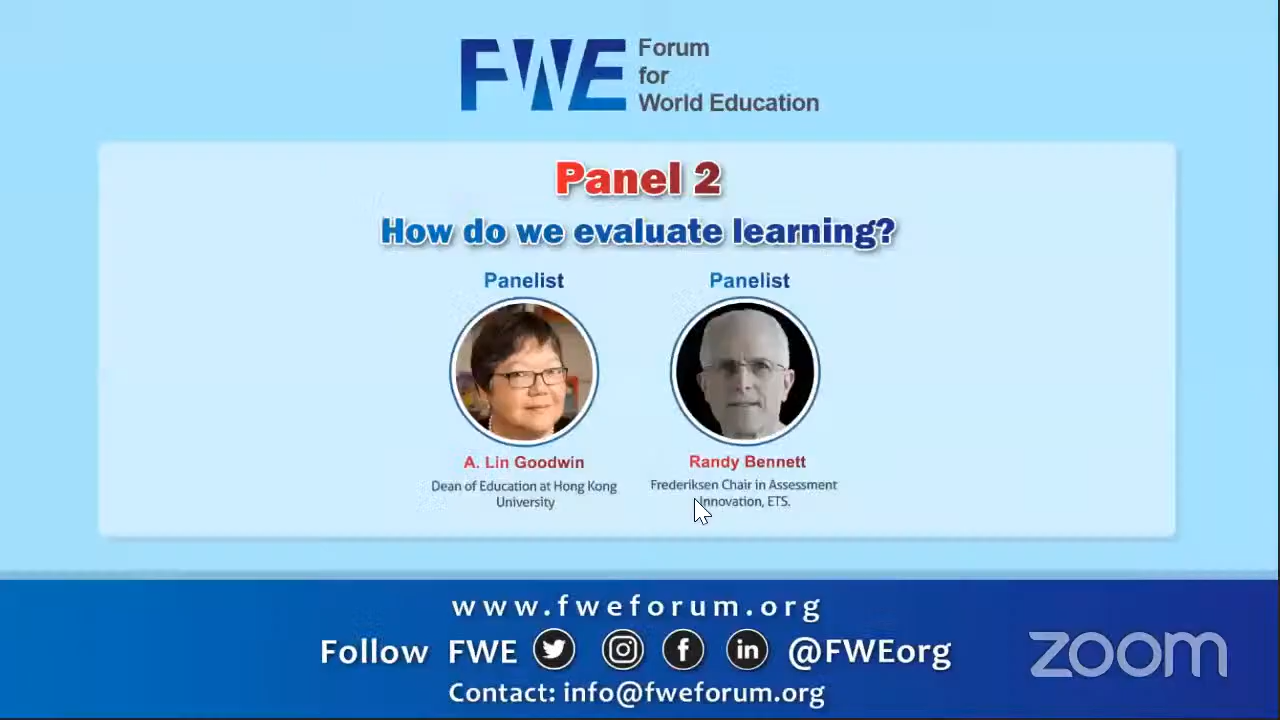 FWE
Forum
for
World Education
Panel 2
How do we evaluate learning?
Panelist
Panelist
A. Lin Goodwin
Dean of Education at Hong Kong
University
Randy Bennett
Frederiksen Chair in Assessment
Innovation, ETS.
www.fweforum.org
Follow FWE @FWEorg
Contact: info@fweforum.org
zoom